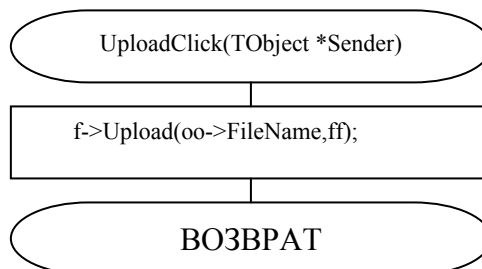 UploadClick(TObject *Sender)
f->Upload(oo->FileName,ff);
ВОЗВРАТ